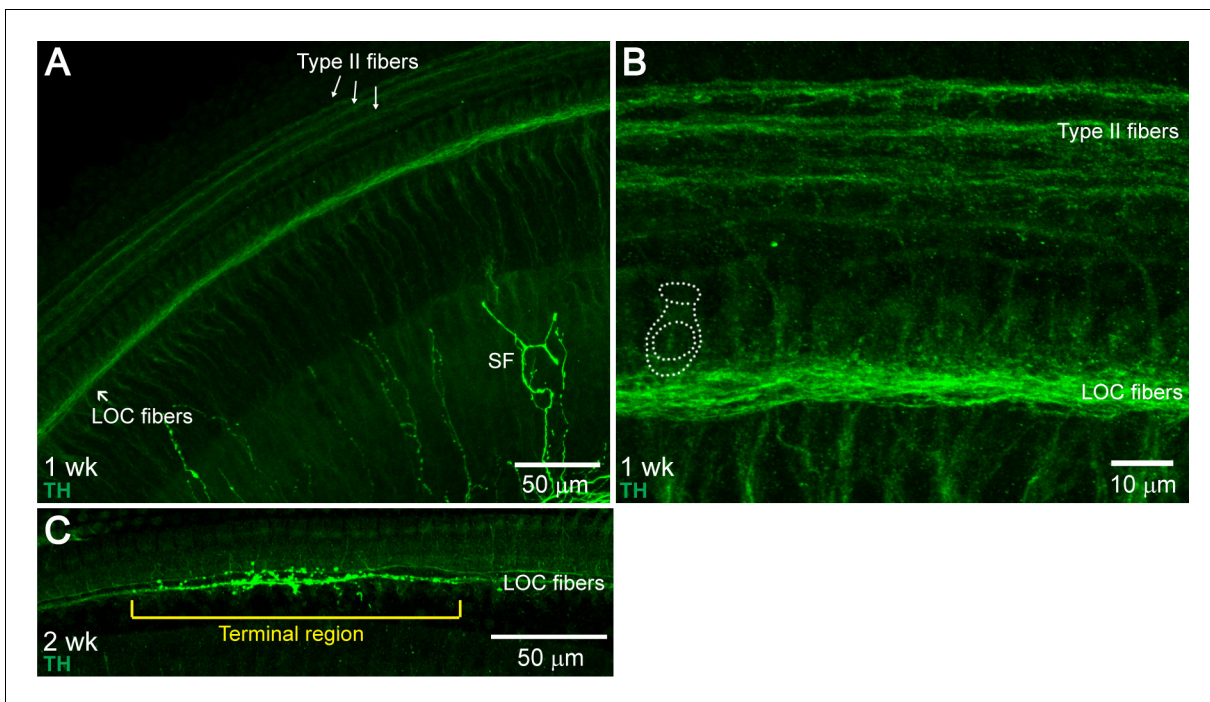 A
Type II fibers
SF
LOC fibers
1 wk
TH
50 μm
B
Type II fibers
LOC fibers
1 wk
TH
10 μm
C
LOC fibers
Terminal region
2 wk
TH
50 μm